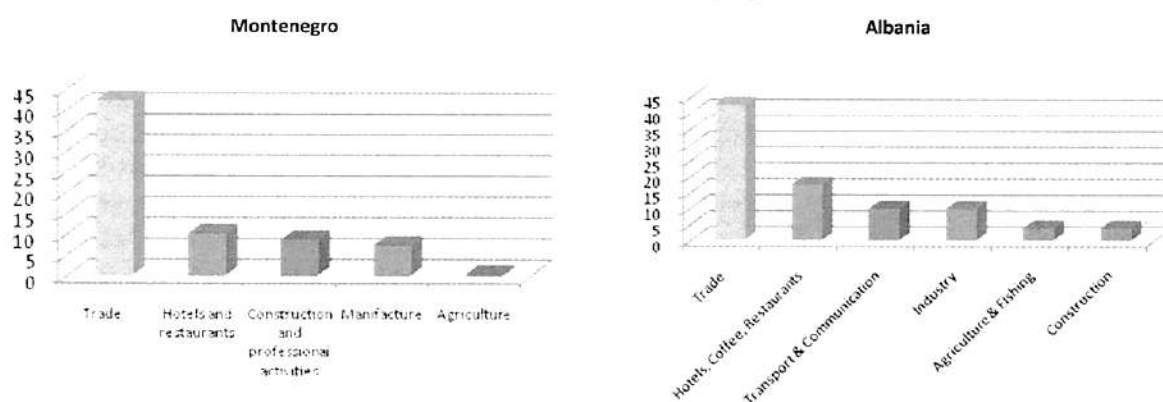 Montenegro
45
40
35
30
25
20
15
10
5
0
Trade
Hotels and
restaurants
Construction
and
professional
activities
Manifacture
Agriculture
Albania
45
40
35
30
25
20
15
10
5
0
Trade
Hotels, Coffee, Restaurants
Transport & Communication
Industry
Agriculture & Fishing
Construction